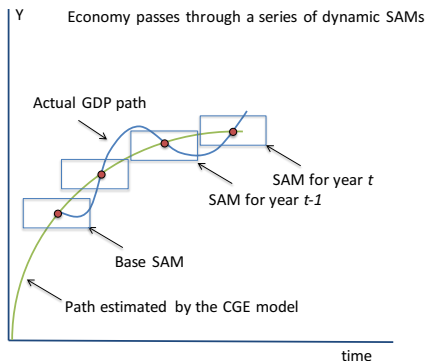 Y
Economy passes through a series of dynamic SAMs
Actual GDP path
SAM for year t
SAM for year t-1
Base SAM
Path estimated by the CGE model
time